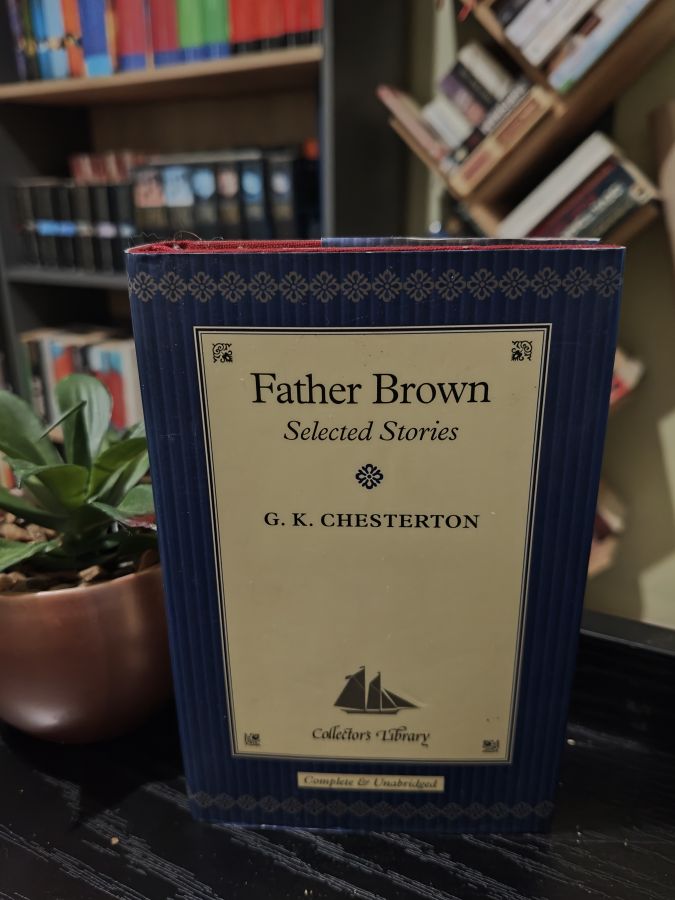 Father Brown
Selected Stories
G. K. CHESTERTON
Collector's Library
Complete & Unabridged